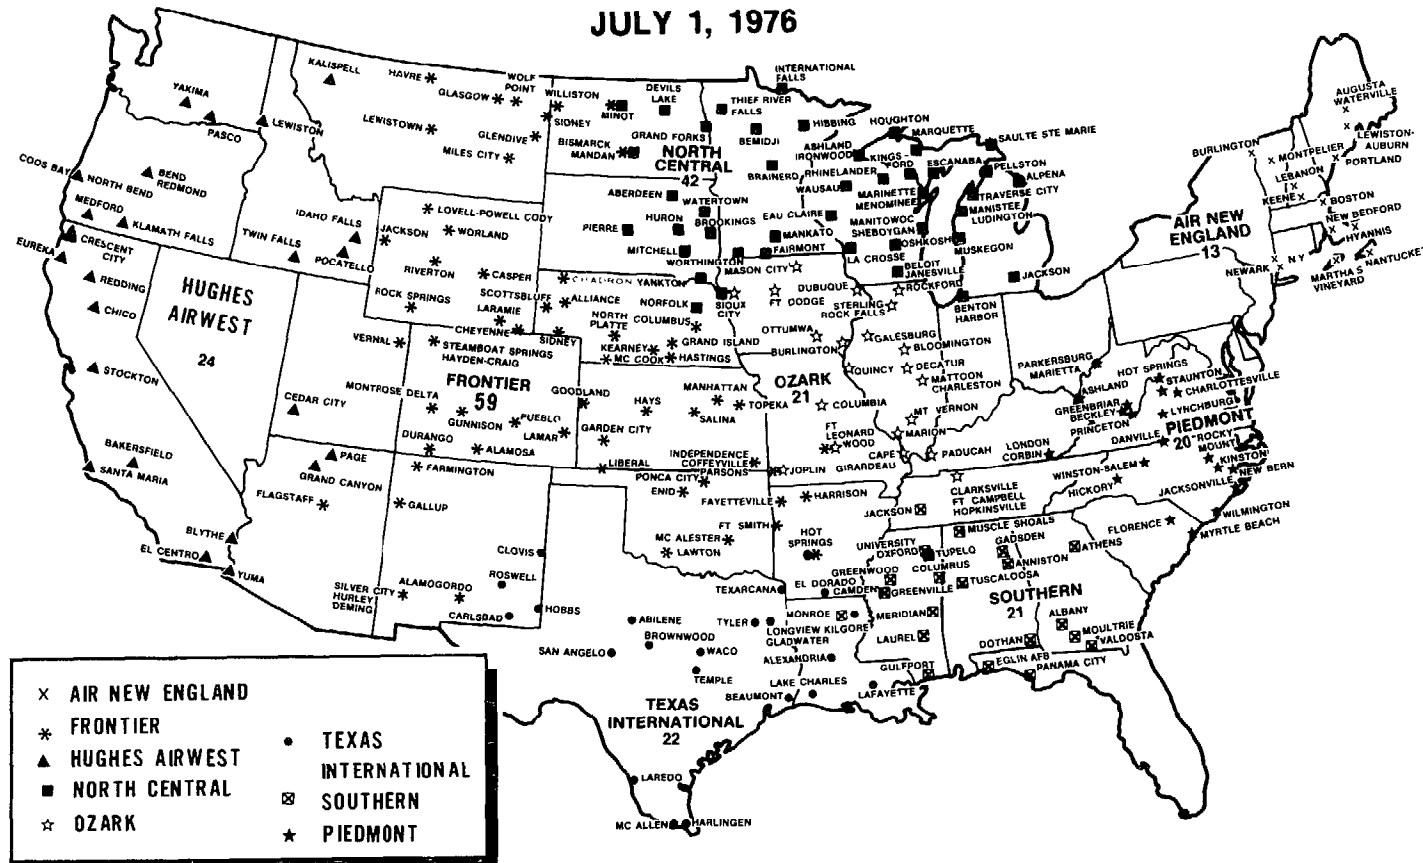 JULY 1, 1976
KALISPELL
HAVRE
WOLF
POINT
GLASGOW
WILLISTON
DEVILS
LAKE
INTERNATIONAL
FALLS
THIEF RIVER
FALLS
YAKIMA
PASCO
LEWISTON
LEWISTOWN
GLENDIVE
SIDNEY
MINOT
MILES CITY
BISMARCK
MANDAN
GRAND FORKS
NORTH
CENTRAL
42
BEMIDJI
HIBBING
HOUGHTON
MARQUETTE
SAULTE STE MARIE
ASHLAND
IRONWOOD
KINGS-
FORD
ESCANABA
PELLSTON
BRAINERD
RHINELANDER
WAUSAU
MARINETTE
MENOMINEE
ALPENA
TRAVERSE CITY
MANISTEE
LUDINGTON
AUGUSTA
WATERVILLE
LEWISTON-
AUBURN
BURLINGTON
MONTPELIER
PORTLAND
LEBANON
KEENE
BOSTON
NEW BEDFORD
HYANNIS
NANTUCKET
MARTHA'S
VINEYARD
NEWARK
NY
AIR NEW
ENGLAND
13
COOS BAY
NORTH BEND
BEND
REDMOND
MEDFORD
KLAMATH FALLS
EUREKA
CRESCENT
CITY
REDDING
CHICO
STOCKTON
BAKERSFIELD
SANTA MARIA
BLYTHE
EL CENTRO
YUMA
HUGHES
AIRWEST
24
IDAHO FALLS
TWIN FALLS
POCATELLO
JACKSON
LOVELL-POWELL CODY
WORLAND
RIVERTON
CASPER
ROCK SPRINGS
LARAMIE
CHEYENNE
SCOTTSBLUFF
CHADRON
ALLIANCE
SIDNEY
NORTH
PLATTE
KEARNEY
MC COOK
HASTINGS
GRAND ISLAND
COLUMBUS
NORFOLK
YANKTON
ABERDEEN
WATERTOWN
HURON
BROOKINGS
PIERRE
MITCHELL
WORTHINGTON
EAU CLAIRE
MANKATO
FAIRMONT
MANITOWOC
SHEBOYGAN
OSHKOSH
LA CROSSE
MUSKEGON
BELOIT
JANESVILLE
ROCKFORD
JACKSON
BENTON
HARBOR
MASON CITY
SIOUX
CITY
FT DODGE
DUBUQUE
STERLING
ROCK FALLS
OTTUMWA
BURLINGTON
GALESBURG
BLOOMINGTON
QUINCY
DECATUR
MATTOON
CHARLESTON
OZARK
21
COLUMBIA
MT VERNON
FT
LEONARD
WOOD
MARION
CAPE
GIRARDEAU
PADUCAH
JOPLIN
VERNAL
STEAMBOAT SPRINGS
HAYDEN-CRAIG
FRONTIER
59
MONTROSE DELTA
GUNNISON
PUEBLO
LAMAR
DURANGO
ALAMOSA
CEDAR CITY
PAGE
GRAND CANYON
FLAGSTAFF
FARMINGTON
GALLUP
GOODLAND
HAYS
GARDEN CITY
LIBERAL
MANHATTAN
TOPEKA
SALINA
INDEPENDENCE
COFFEYVILLE
PARSONS
PONCA CITY
ENID
FAYETTEVILLE
HARRISON
FT SMITH
MC ALESTER
LAWTON
HOT
SPRINGS
CLOVIS
ROSWELL
SILVER CITY
HURLEY
DEMING
ALAMOGORDO
CARLSBAD
HOBBS
TEXARCANA
EL DORADO
CAMDEN
ABILENE
BROWNWOOD
SAN ANGELO
WACO
TEMPLE
TYLER
LONGVIEW KILGORE
GLADWATER
MONROE
ALEXANDRIA
LAKE CHARLES
BEAUMONT
LAFAYETTE
TEXAS
INTERNATIONAL
22
LAREDO
MC ALLEN
HARLINGEN
PARKERSBURG
MARIETTA
HOT SPRINGS
STAUNTON
CHARLOTTESVILLE
ASHLAND
GREENBRIAR
BECKLEY
PRINCETON
LYNCHBURG
PIEDMONT
20
DANVILLE
ROCKY
MOUNT
KINSTON
NEW BERN
JACKSONVILLE
LONDON
CORBIN
WINSTON-SALEM
HICKORY
WILMINGTON
FLORENCE
MYRTLE BEACH
CLARKSVILLE
FT CAMPBELL
HOPKINSVILLE
JACKSON
MUSCLE SHOALS
UNIVERSITY
OXFORD
TUPELO
GADSDEN
ATHENS
ANNISTON
GREENWOOD
COLUMBUS
TUSCALOOSA
GREENVILLE
SOUTHERN
21
MERIDIAN
LAUREL
ALBANY
MOULTRIE
VALDOSTA
DOTHAN
GULFPORT
EGLIN AFB
PANAMA CITY
AIR NEW ENGLAND
FRONTIER
HUGHES AIRWEST
NORTH CENTRAL
OZARK
TEXAS
INTERNATIONAL
SOUTHERN
PIEDMONT